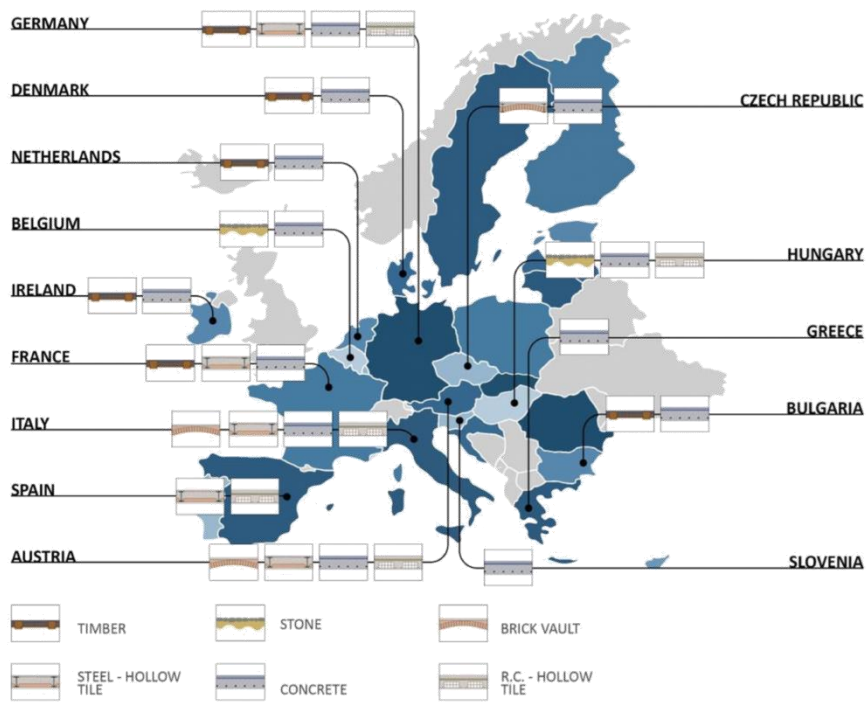 GERMANY
DENMARK
CZECH REPUBLIC
NETHERLANDS
BELGIUM
HUNGARY
IRELAND
GREECE
FRANCE
BULGARIA
ITALY
SPAIN
AUSTRIA
SLOVENIA
TIMBER
STONE
BRICK VAULT
STEEL - HOLLOW
TILE
CONCRETE
R.C. - HOLLOW
TILE